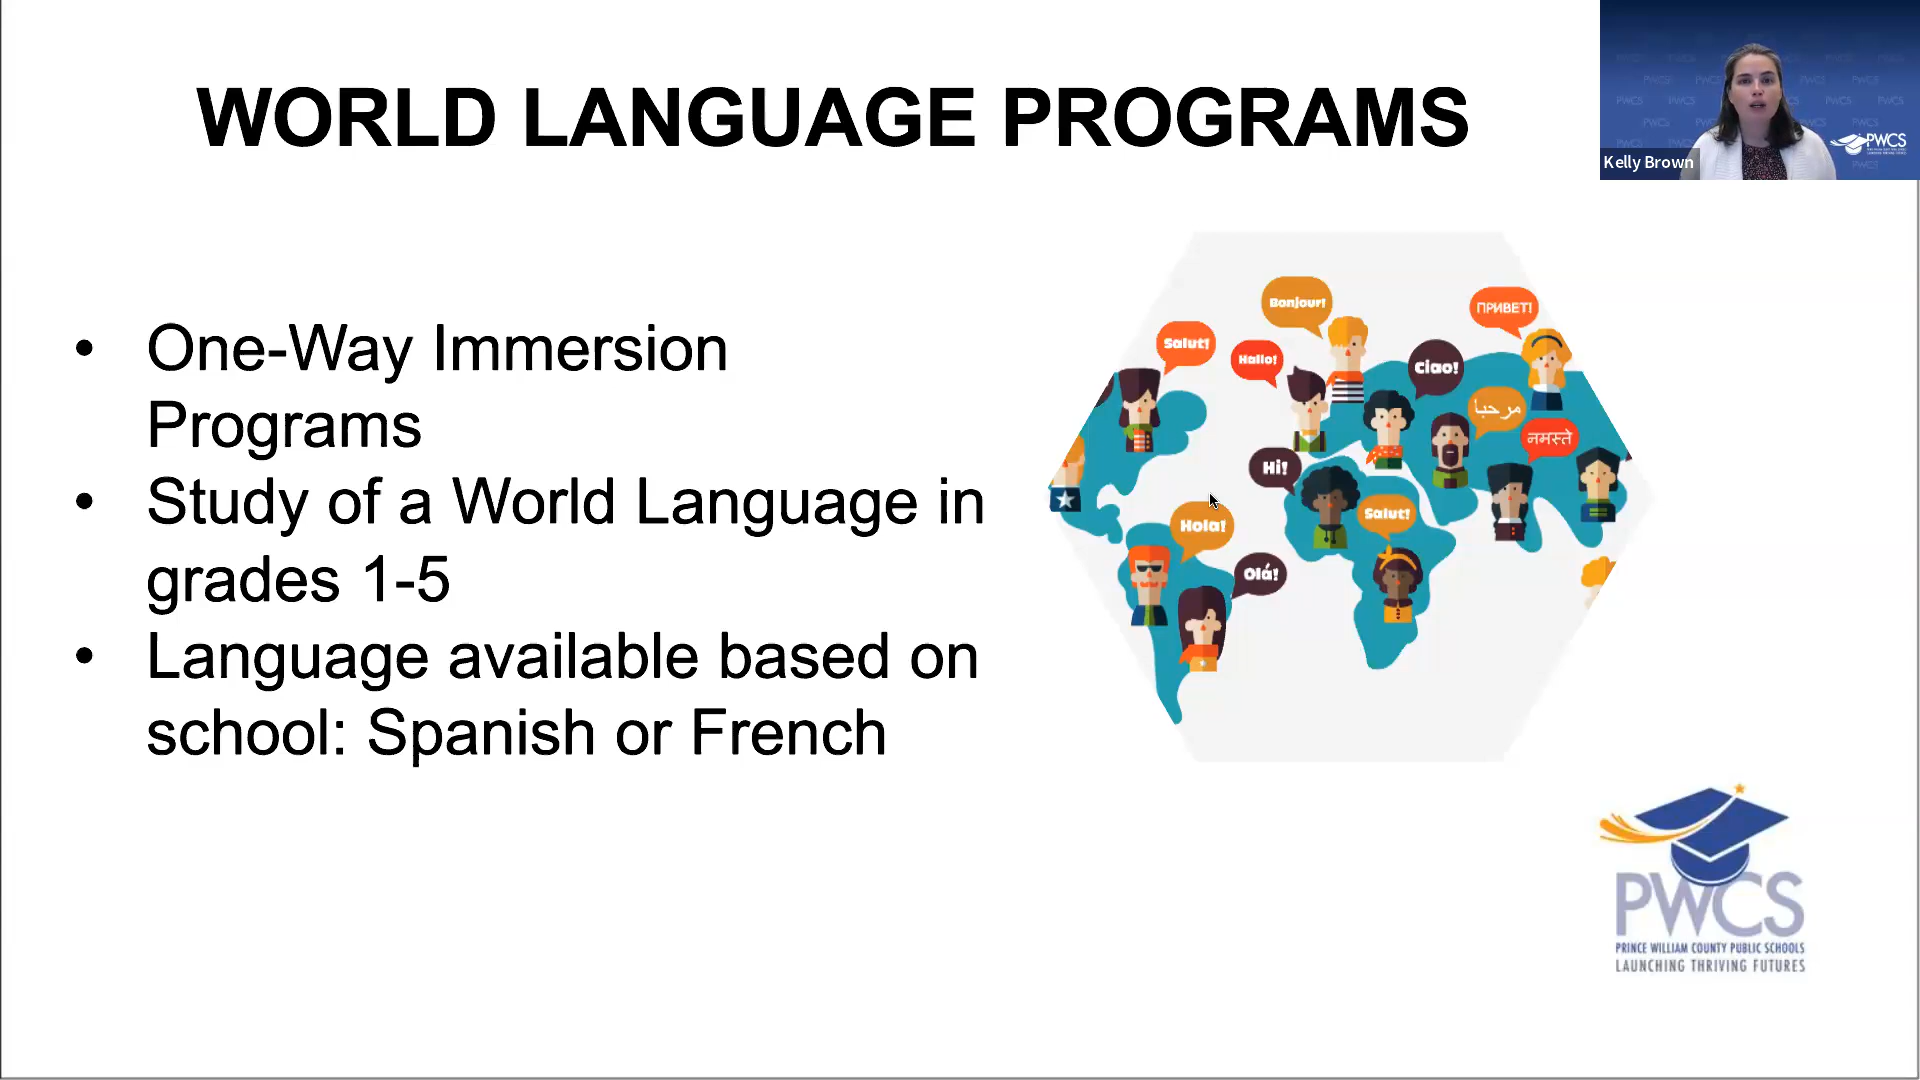 WORLD LANGUAGE PROGRAMS
Kelly Brown
PWCS
• One-Way Immersion
Programs
• Study of a World Language in
grades 1-5
• Language available based on
school: Spanish or French
Bonjour!
ПРИВЕТ!
Salut!
Hallo!
Ciao!
مرحبا
नमस्ते
Hi!
Salut!
Hola!
Olá!
PWCS
PRINCE WILLIAM COUNTY PUBLIC SCHOOLS
LAUNCHING THRIVING FUTURES